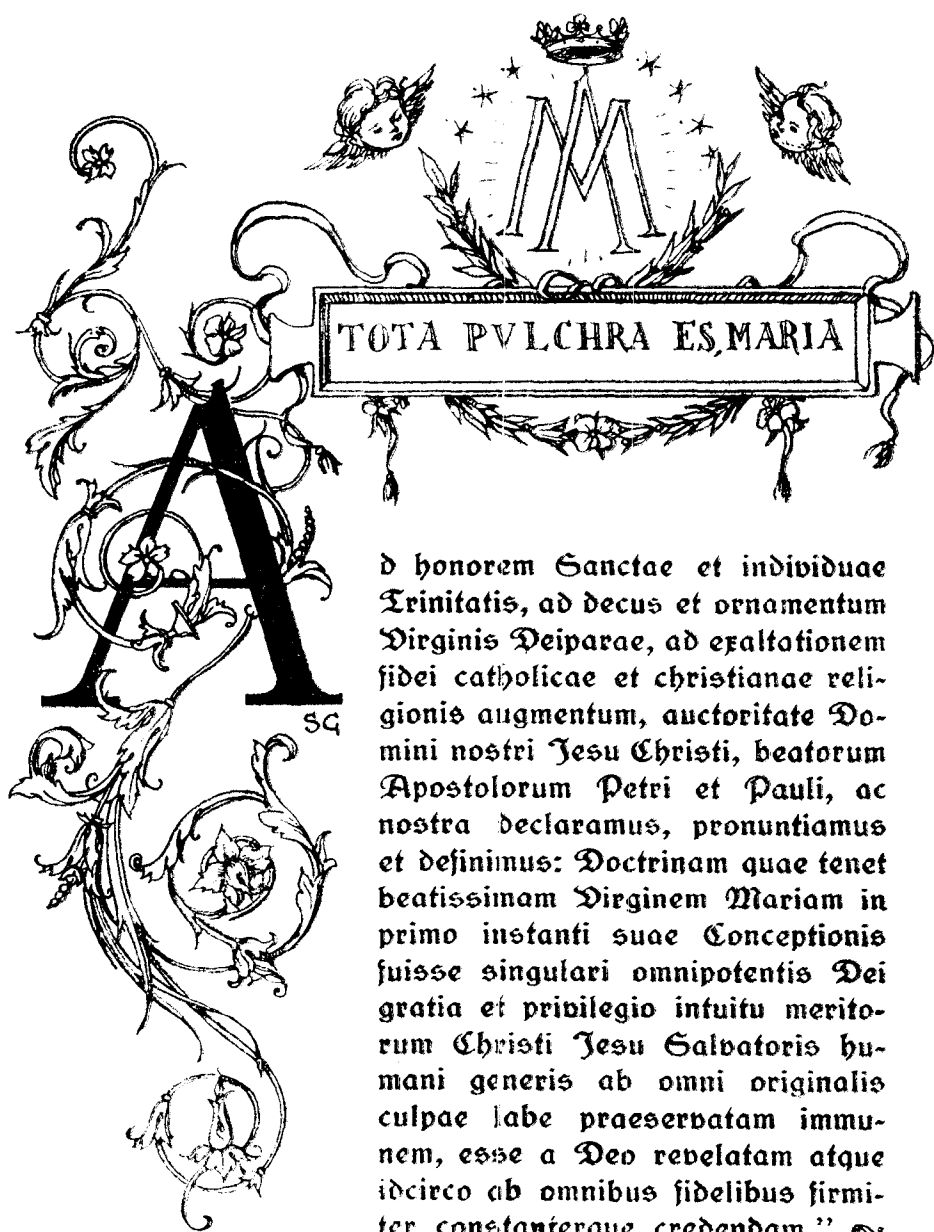 TOTA PVLCHRA ES, MARIA
A
SG
d honorem Sanctae et individuae
Trinitatis, ad decus et ornamentum
Virginis Deiparae, ad exaltationem
fidei catholicae et christianae reli-
gionis augmentum, auctoritate Do-
mini nostri Jesu Christi, beatorum
Apostolorum Petri et Pauli, ac
nostra declaramus, pronuntiamus
et definimus: Doctrinam quae tenet
beatissimam Virginem Mariam in
primo instanti suae Conceptionis
fuisse singulari omnipotentis Dei
gratia et privilegio intuitu merito-
rum Christi Jesu Salvatoris hu-
mani generis ab omni originalis
culpae labe praeservatam immu-
nem, esse a Deo revelatam atque
idcirco ab omnibus fidelibus firmi-
ter constanterque credendam."